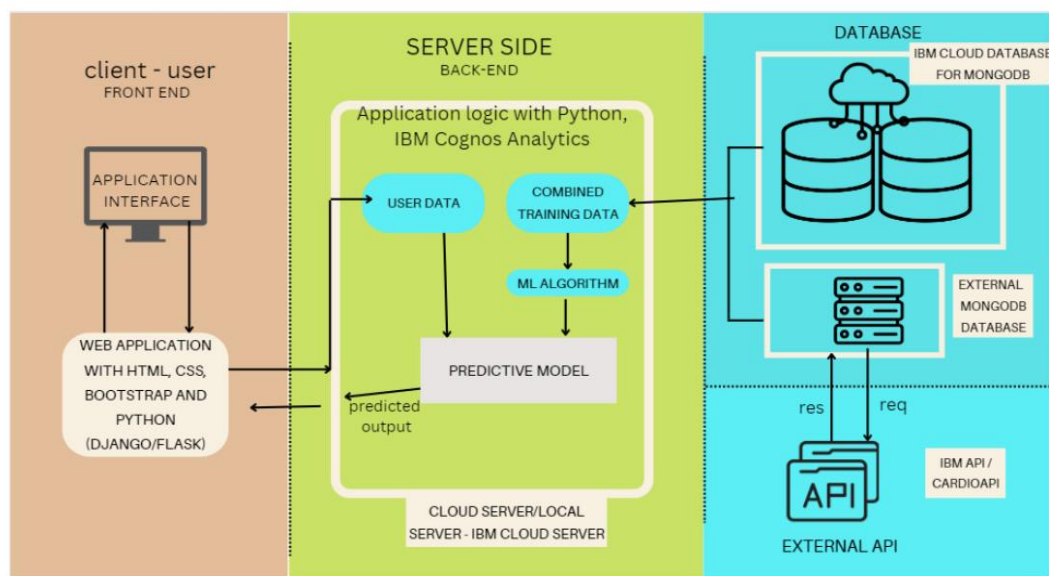 client - user
FRONT END
APPLICATION
INTERFACE
WEB APPLICATION
WITH HTML, CSS,
BOOTSTRAP AND
PYTHON
(DJANGO/FLASK)
SERVER SIDE
BACK-END
Application logic with Python,
IBM Cognos Analytics
USER DATA
COMBINED
TRAINING DATA
ML ALGORITHM
PREDICTIVE MODEL
predicted
output
CLOUD SERVER/LOCAL
SERVER - IBM CLOUD SERVER
DATABASE
IBM CLOUD DATABASE
FOR MONGODB
EXTERNAL
MONGODB
DATABASE
res
req
API
IBM API /
CARDIOAPI
EXTERNAL API